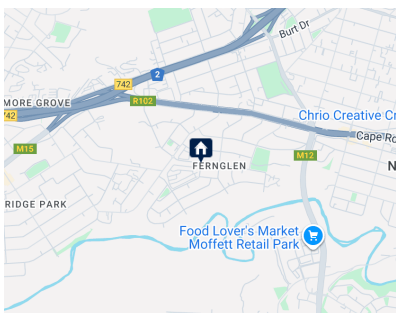 Burt Dr
2
742
MORE GROVE
R102
742
Chrio Creative Cr
Cape Ro
M15
M12
N
FERNGLEN
RIDGE PARK
Food Lover's Market
Moffett Retail Park